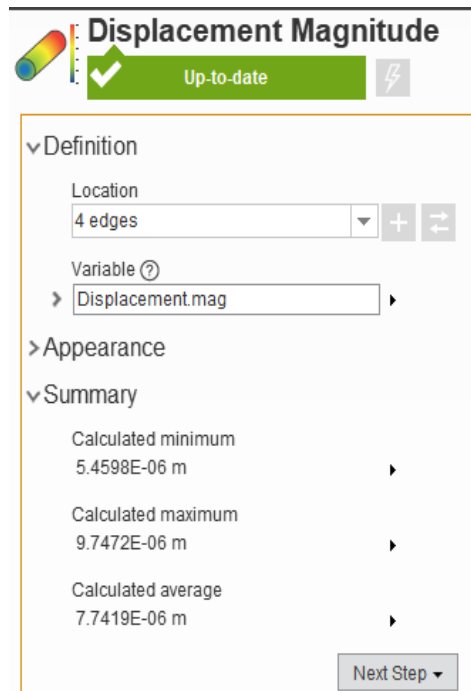 Displacement Magnitude
Up-to-date
Definition
Location
4 edges
Variable ?
Displacement.mag
Appearance
Summary
Calculated minimum
5.4598E-06 m
Calculated maximum
9.7472E-06 m
Calculated average
7.7419E-06 m
Next Step